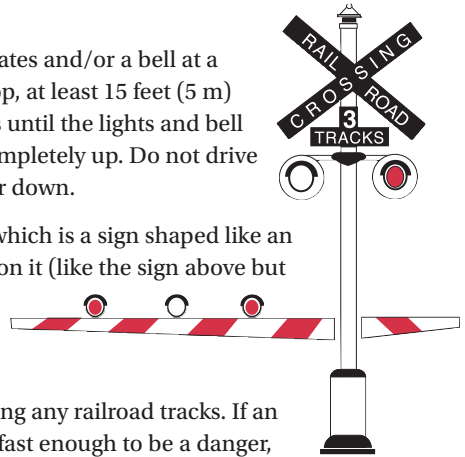 ates and/or a bell at a
op, at least 15 feet (5 m)
s until the lights and bell
mpletely up. Do not drive
r down.
which is a sign shaped like an
on it (like the sign above but
ing any railroad tracks. If an
fast enough to be a danger,
RAIL ROAD
CROSSING
3
TRACKS